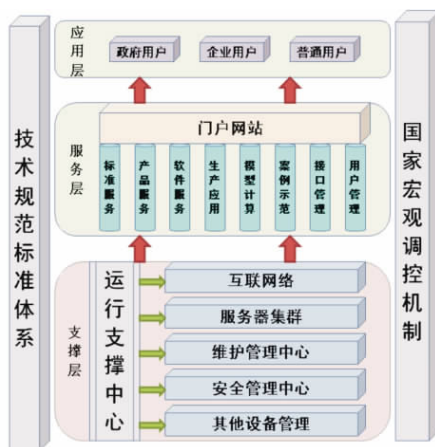 技术规范标准体系
应用层
政府用户
企业用户
普通用户
服务层
门户网站
标准服务
产品服务
软件服务
生产应用
模型计算
案例示范
接口管理
用户管理
支撑层
运行支撑中心
互联网络
服务器集群
维护管理中心
安全管理中心
其他设备管理
国家宏观调控机制